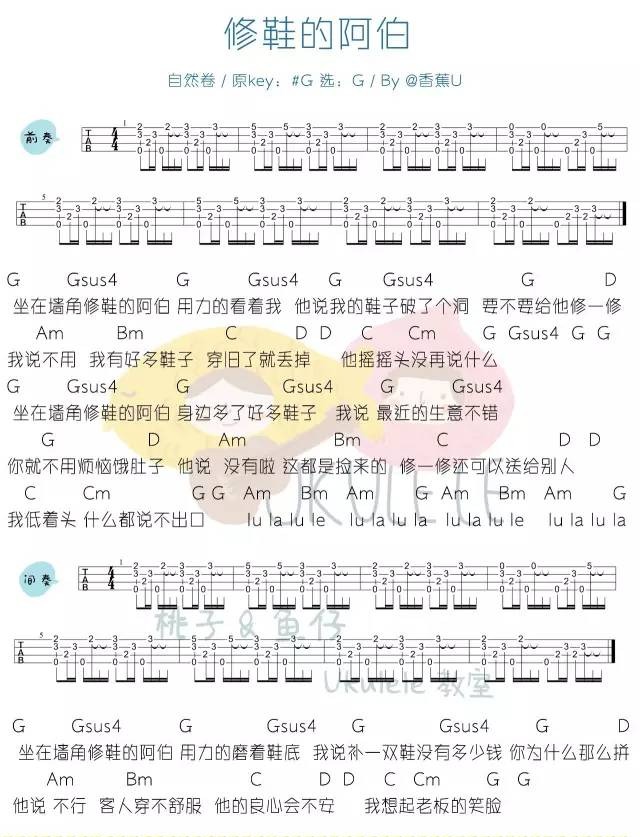 修鞋的阿伯
自然卷 / 原key：#G 选：G / By @香蕉U
前奏
G Gsus4 G Gsus4 G Gsus4 G D
坐在墙角修鞋的阿伯 用力的看着我 他说我的鞋子破了个洞 要不要给他修一修
Am Bm C D D C Cm G Gsus4 G G
我说不用 我有好多鞋子 穿旧了就丢掉 他摇摇头没再说什么
G Gsus4 G Gsus4 G Gsus4
坐在墙角修鞋的阿伯 身边多了好多鞋子 我说 最近的生意不错
G D Am Bm C D D
你就不用烦恼饿肚子 他说 没有啦 这都是捡来的 修一修还可以送给别人
C Cm G G Am Bm Am G Am Bm Am G
我低着头 什么都说不出口 lu la lu le lu la lu la lu la lu le lu la lu la
UKULELE
间奏
桃子 & 鱼仔
Ukulele 教室
G Gsus4 G Gsus4 G Gsus4 G D
坐在墙角修鞋的阿伯 用力的磨着鞋底 我说补一双鞋没有多少钱 你为什么那么拼
Am Bm C D D C Cm G G
他说 不行 客人穿不舒服 他的良心会不安 我想起老板的笑脸